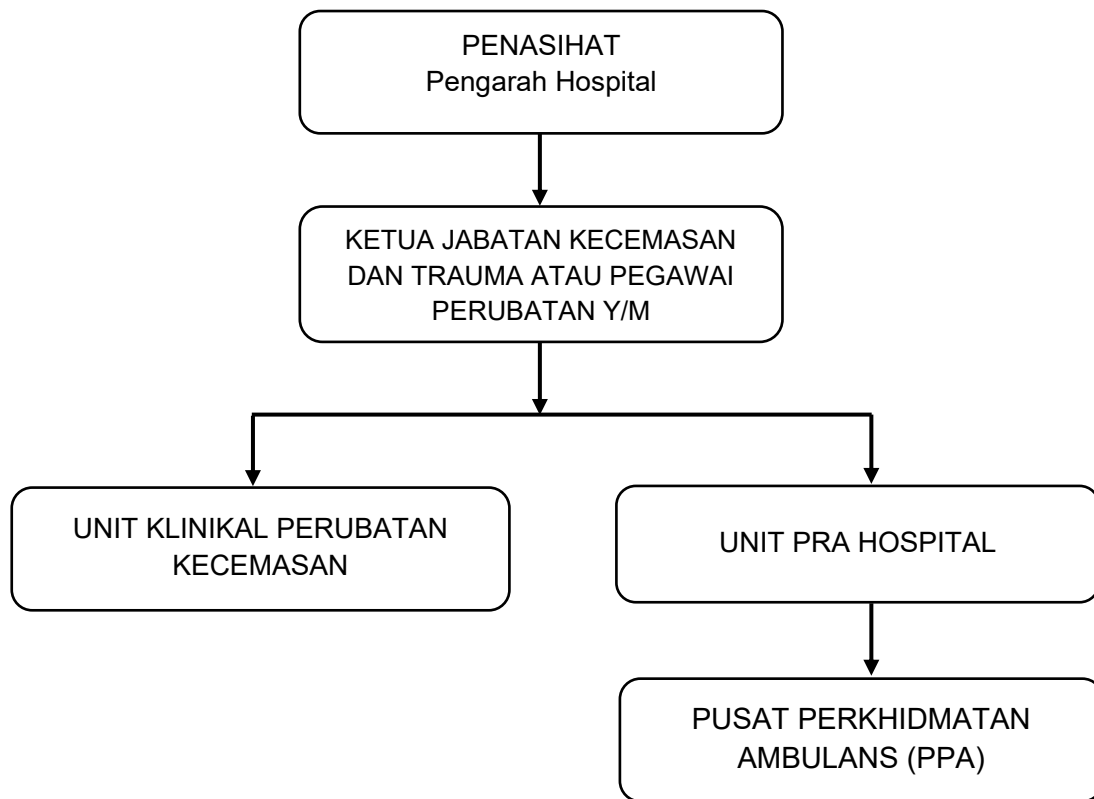 PENASIHAT
Pengarah Hospital
KETUA JABATAN KECEMASAN
DAN TRAUMA ATAU PEGAWAI
PERUBATAN Y/M
UNIT KLINIKAL PERUBATAN
KECEMASAN
UNIT PRA HOSPITAL
PUSAT PERKHIDMATAN
AMBULANS (PPA)